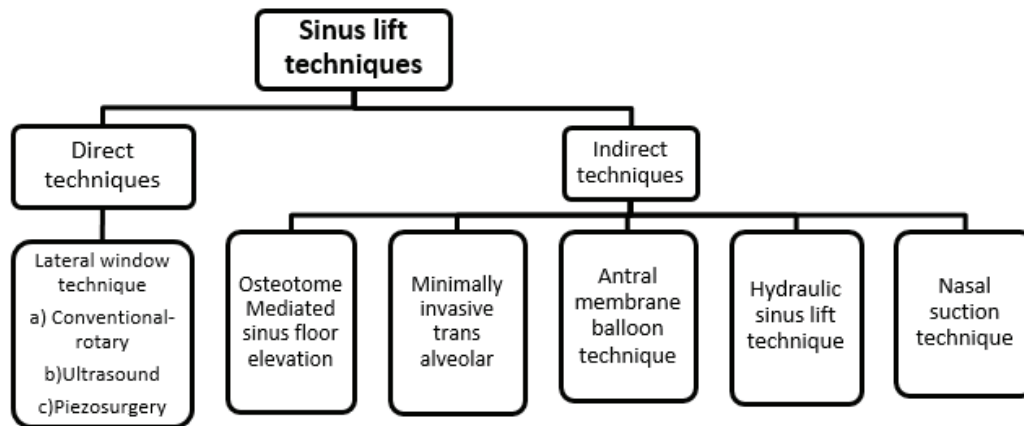 Sinus lift
techniques
Direct
techniques
Indirect
techniques
Lateral window
technique
a) Conventional-
rotary
b)Ultrasound
c)Piezosurgery
Osteotome
Mediated
sinus floor
elevation
Minimally
invasive
trans
alveolar
Antral
membrane
balloon
technique
Hydraulic
sinus lift
technique
Nasal
suction
technique